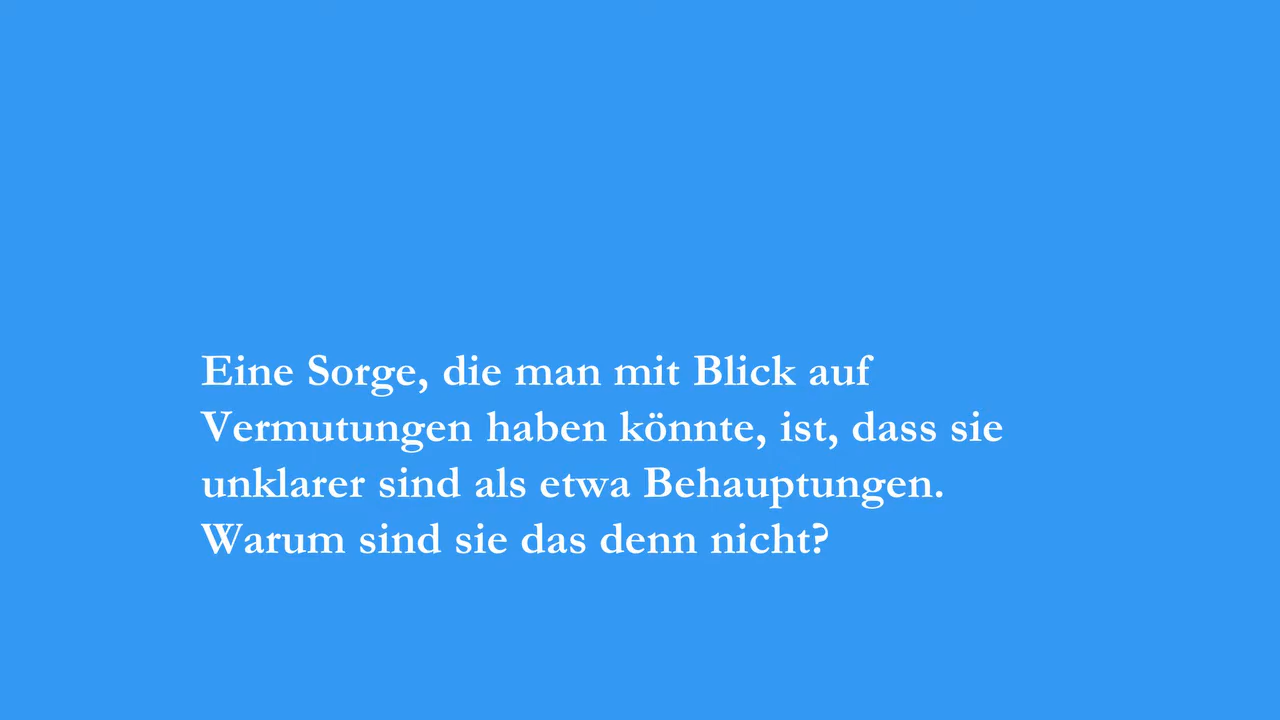 Eine Sorge, die man mit Blick auf
Vermutungen haben könnte, ist, dass sie
unklarer sind als etwa Behauptungen.
Warum sind sie das denn nicht?